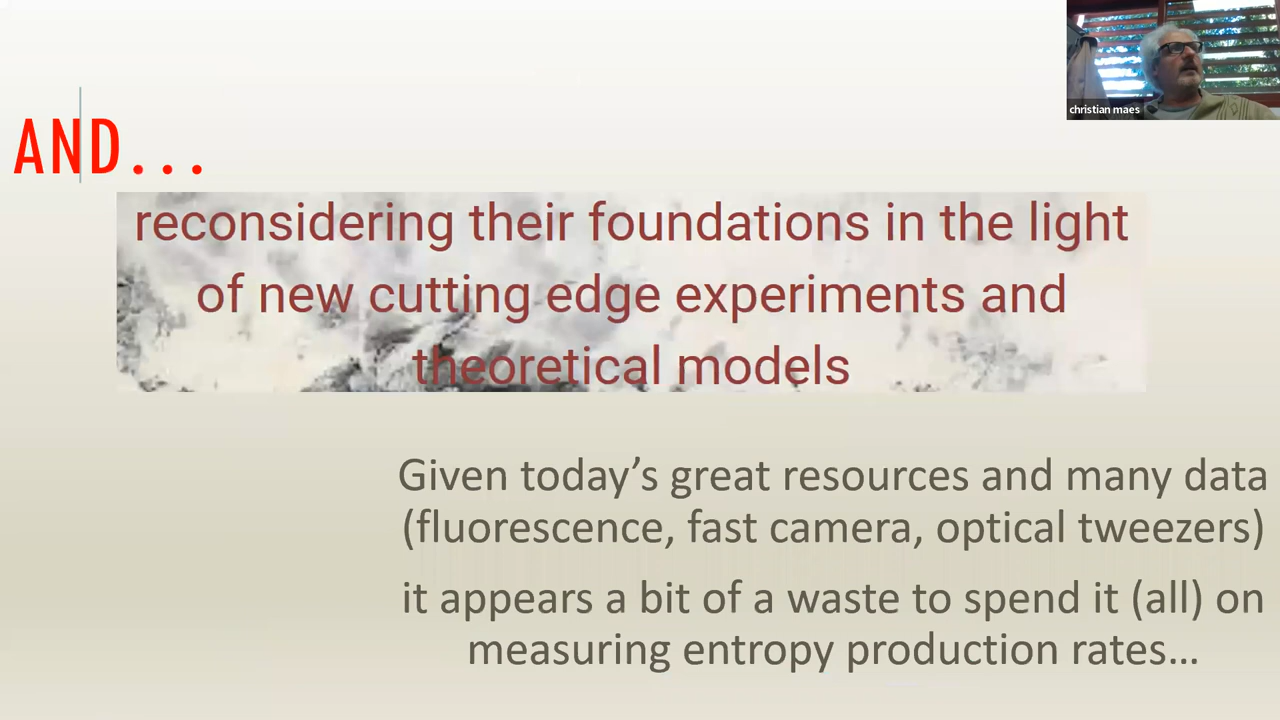 christian maes
AND...
reconsidering their foundations in the light
of new cutting edge experiments and
theoretical models
Given today’s great resources and many data
(fluorescence, fast camera, optical tweezers)
it appears a bit of a waste to spend it (all) on
measuring entropy production rates…